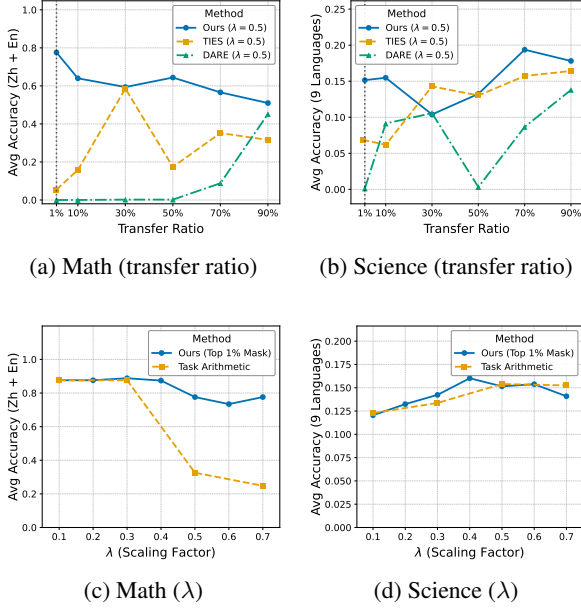 Avg Accuracy (Zh + En)
1.0
0.8
0.6
0.4
0.2
0.0
Method
Ours (λ = 0.5)
TIES (λ = 0.5)
DARE (λ = 0.5)
1% 10% 30% 50% 70% 90%
Transfer Ratio
(a) Math (transfer ratio)
Avg Accuracy (9 Languages)
0.25
0.20
0.15
0.10
0.05
0.00
Method
Ours (λ = 0.5)
TIES (λ = 0.5)
DARE (λ = 0.5)
1% 10% 30% 50% 70% 90%
Transfer Ratio
(b) Science (transfer ratio)
Avg Accuracy (Zh + En)
1.0
0.8
0.6
0.4
0.2
0.0
Method
Ours (Top 1% Mask)
Task Arithmetic
0.1 0.2 0.3 0.4 0.5 0.6 0.7
λ (Scaling Factor)
(c) Math (λ)
Avg Accuracy (9 Languages)
0.200
0.175
0.150
0.125
0.100
0.075
0.050
0.025
0.000
Method
Ours (Top 1% Mask)
Task Arithmetic
0.1 0.2 0.3 0.4 0.5 0.6 0.7
λ (Scaling Factor)
(d) Science (λ)